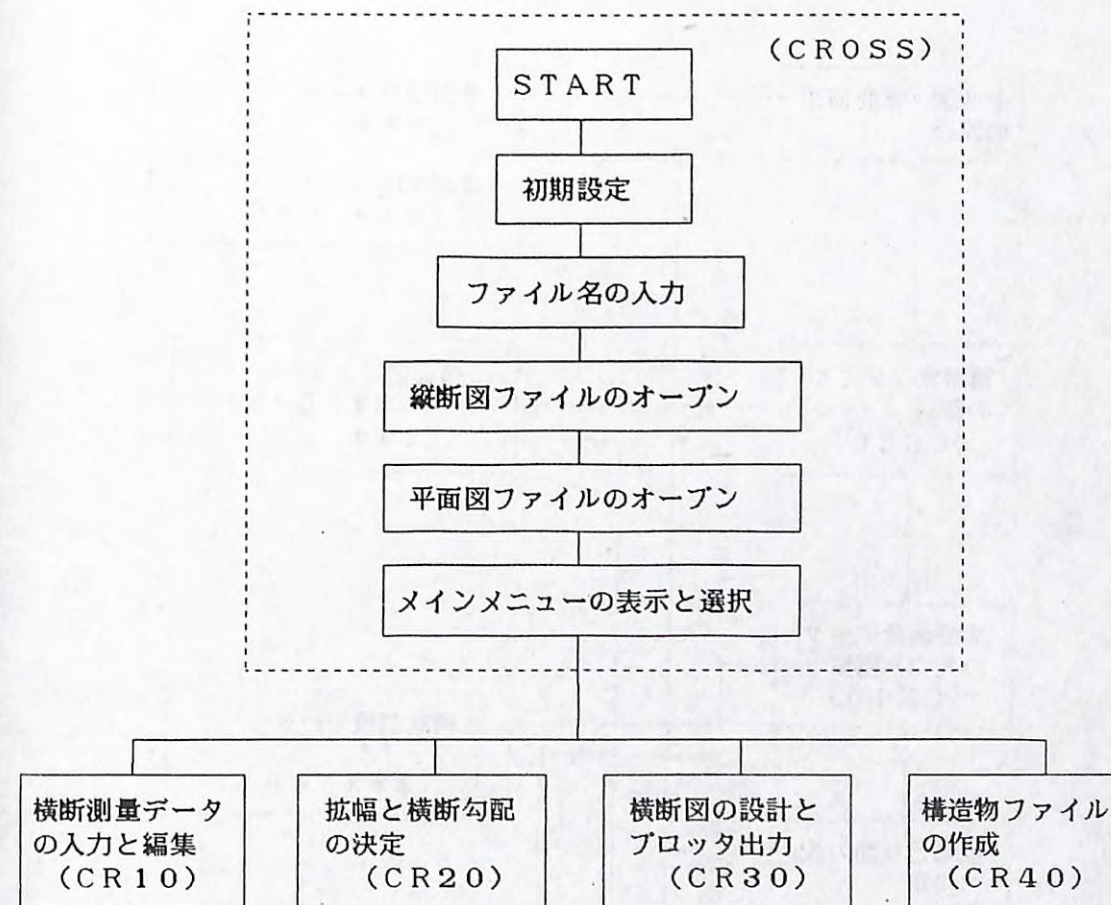 (CROSS)
START
初期設定
ファイル名の入力
縦断図ファイルのオープン
平面図ファイルのオープン
メインメニューの表示と選択
横断測量データ
の入力と編集
(CR10)
拡幅と横断勾配
の決定
(CR20)
横断図の設計と
プロッタ出力
(CR30)
構造物ファイル
の作成
(CR40)